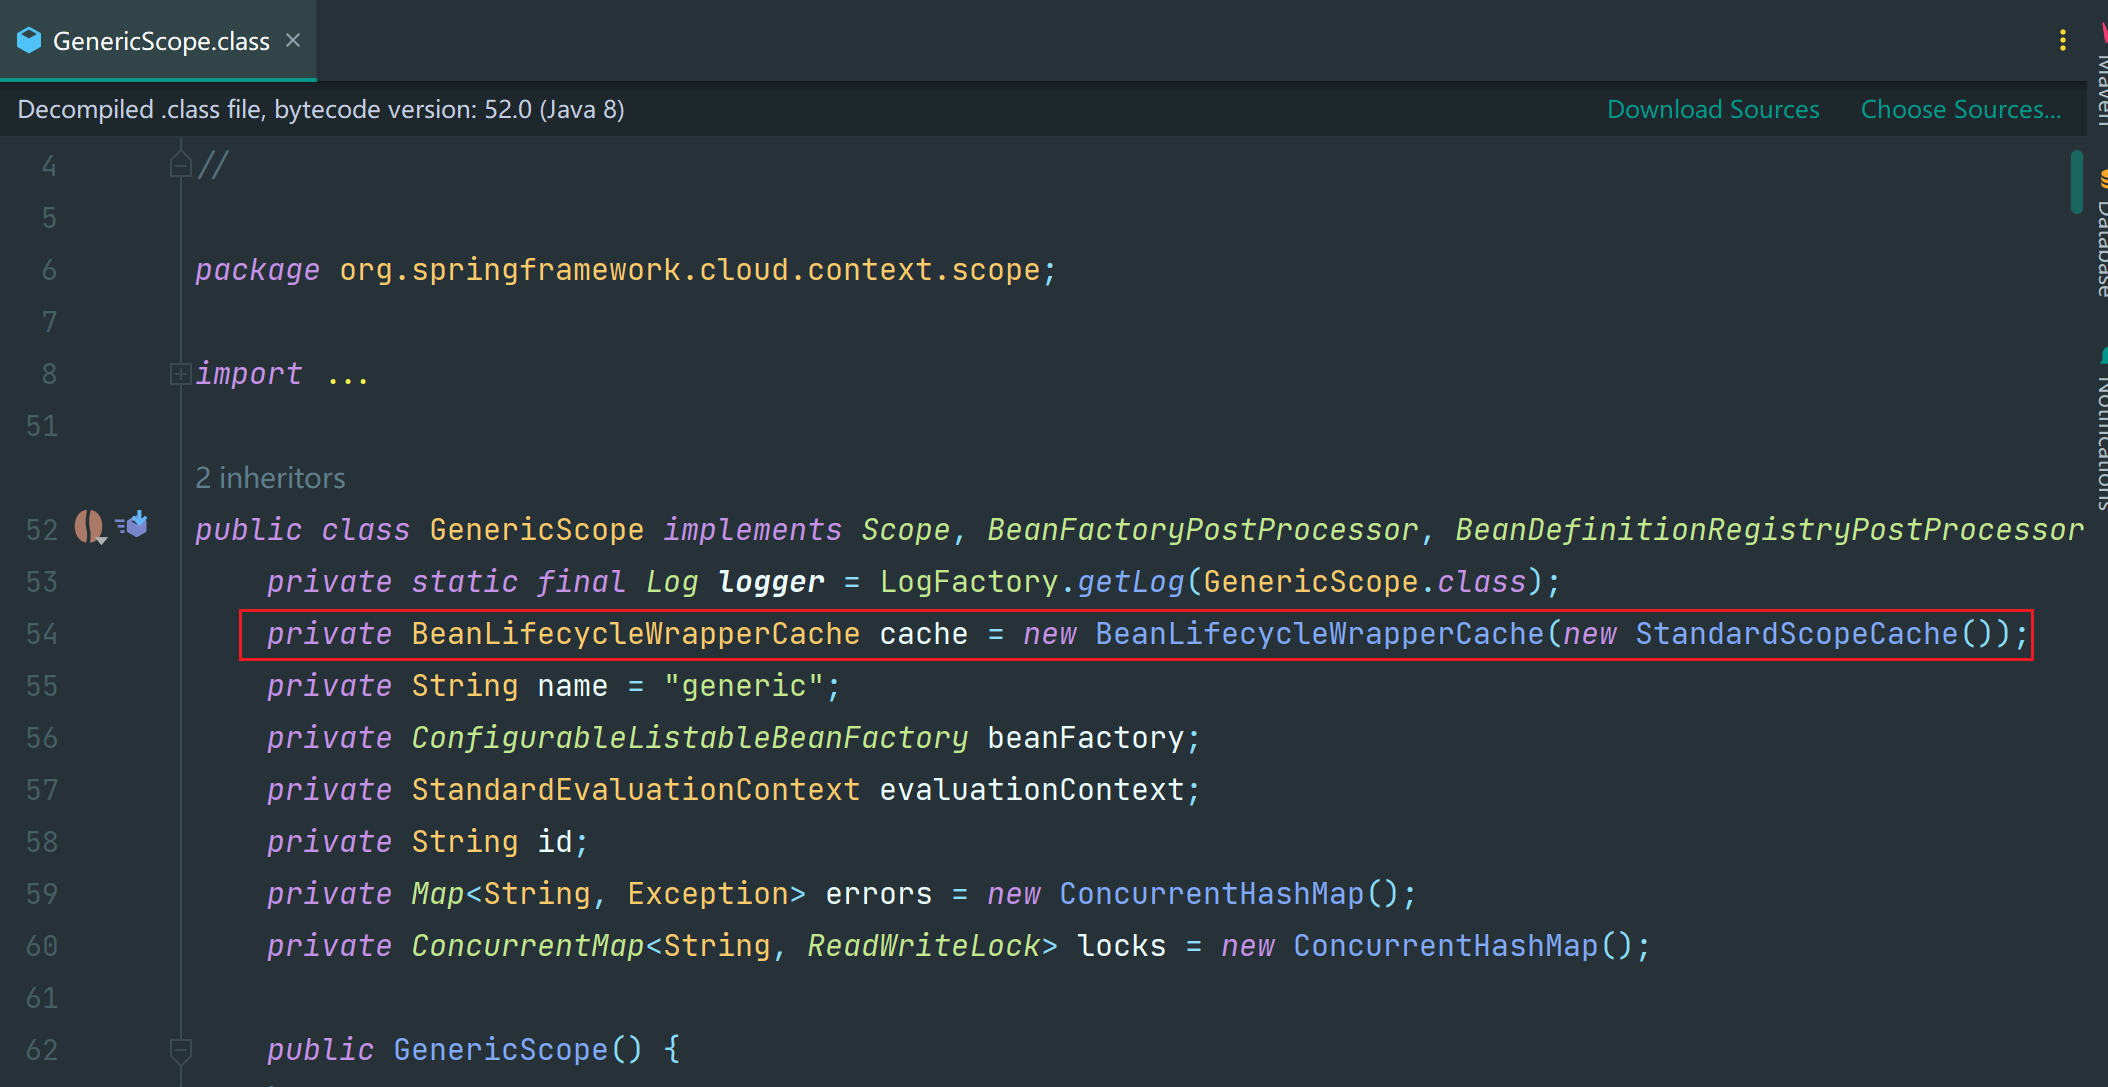 GenericScope.class
Decompiled .class file, bytecode version: 52.0 (Java 8) Download Sources Choose Sources...
4 //
5
6 package org.springframework.cloud.context.scope;
7
8 import ...
51
2 inheritors
52 public class GenericScope implements Scope, BeanFactoryPostProcessor, BeanDefinitionRegistryPostProcessor
53 private static final Log logger = LogFactory.getLog(GenericScope.class);
54 private BeanLifecycleWrapperCache cache = new BeanLifecycleWrapperCache(new StandardScopeCache());
55 private String name = "generic";
56 private ConfigurableListableBeanFactory beanFactory;
57 private StandardEvaluationContext evaluationContext;
58 private String id;
59 private Map<String, Exception> errors = new ConcurrentHashMap();
60 private ConcurrentMap<String, ReadWriteLock> locks = new ConcurrentHashMap();
61
62 public GenericScope() {
Maven
Database
Notifications